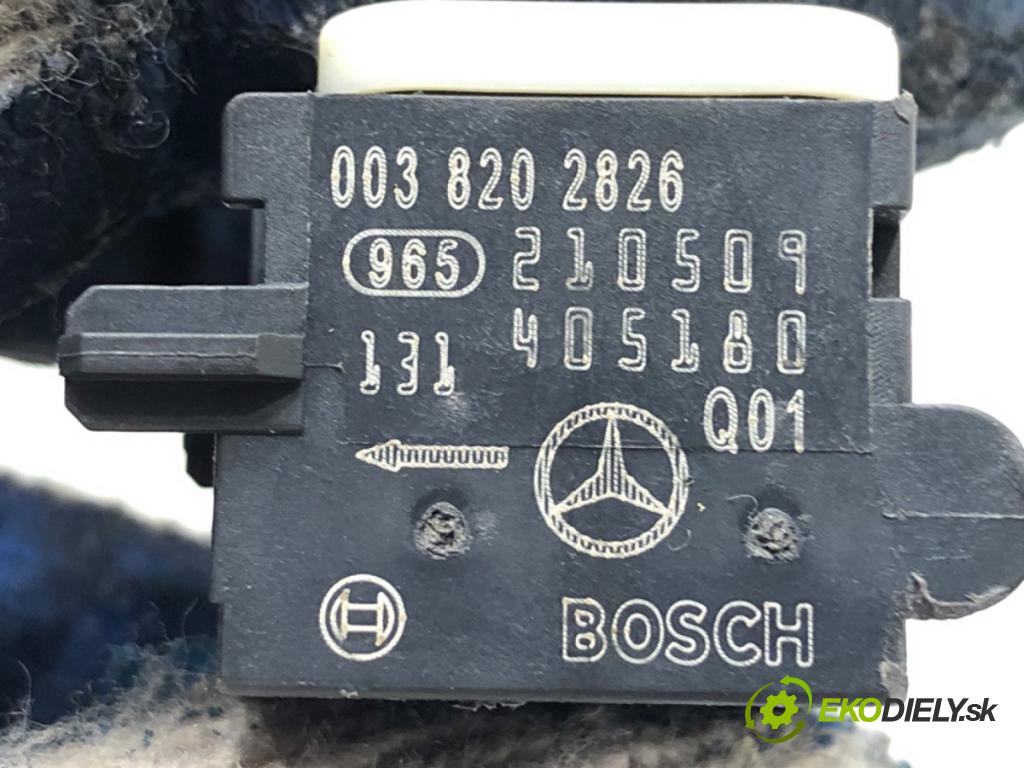 003 820 2826
965 210509
131 405180
Q01
BOSCH
EKODIELY.sk